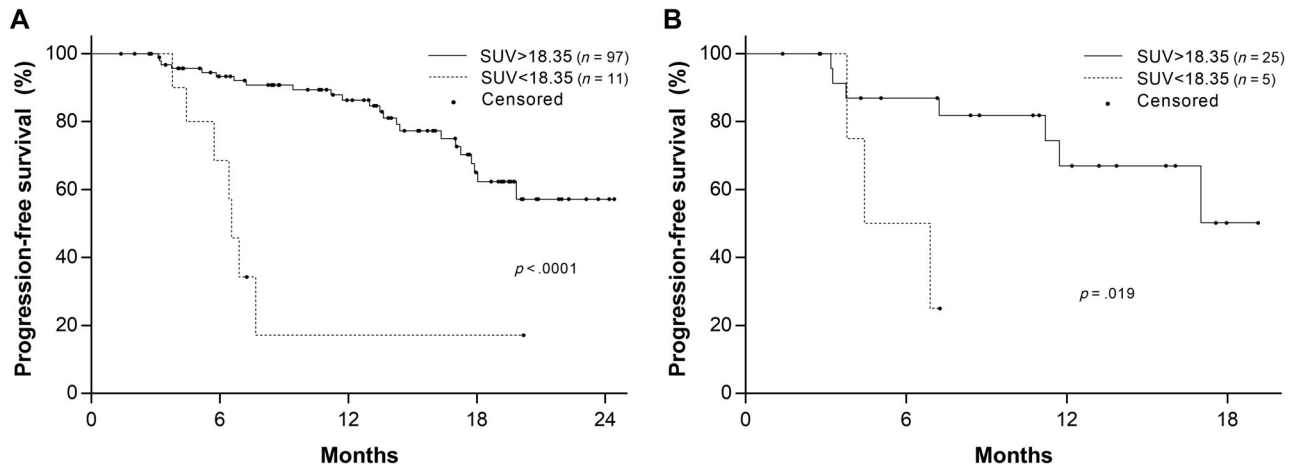 A
Progression-free survival (%)
100
80
60
40
20
0
0 6 12 18 24
Months
SUV>18.35 (n = 97)
SUV<18.35 (n = 11)
Censored
p < .0001
B
Progression-free survival (%)
100
80
60
40
20
0
0 6 12 18
Months
SUV>18.35 (n = 25)
SUV<18.35 (n = 5)
Censored
p = .019